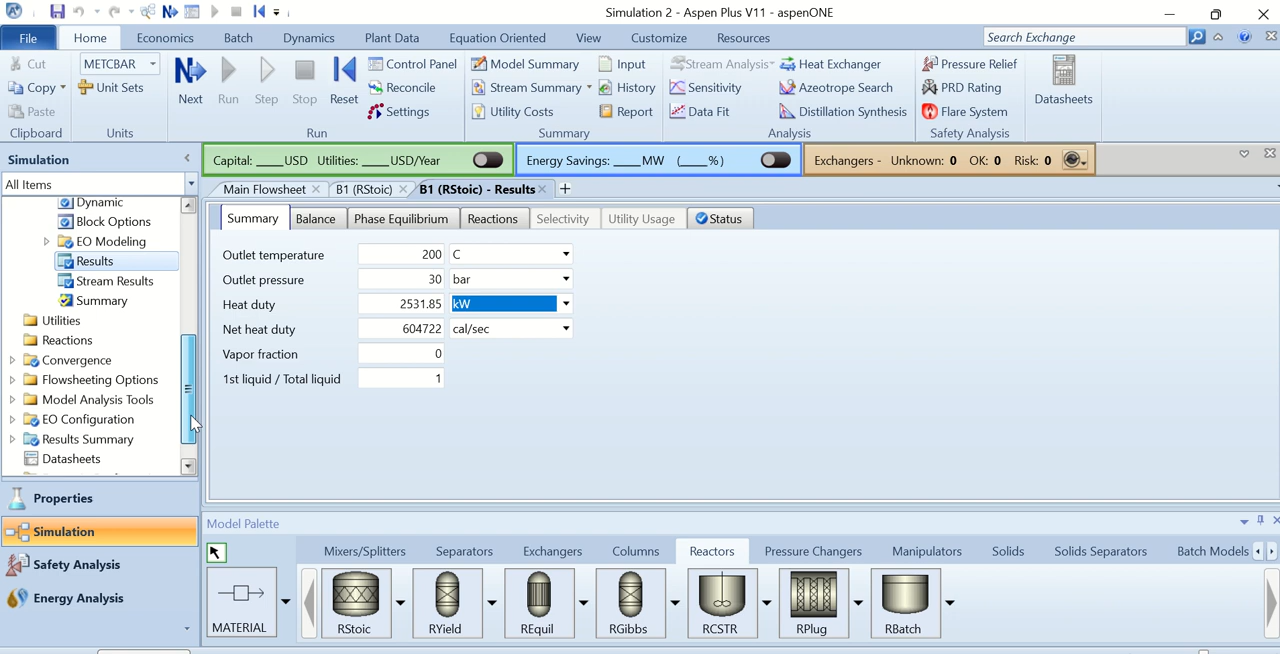 Simulation 2 - Aspen Plus V11 - aspenONE
File Home Economics Batch Dynamics Plant Data Equation Oriented View Customize Resources Search Exchange
Cut METCBAR Control Panel Model Summary Input Stream Analysis Heat Exchanger Pressure Relief
Copy Unit Sets Next Run Step Stop Reset Reconcile Stream Summary History Sensitivity Azeotrope Search PRD Rating Datasheets
Paste Settings Utility Costs Report Data Fit Distillation Synthesis Flare System
Clipboard Units Run Summary Analysis Safety Analysis
Simulation Capital: ____USD Utilities: ____USD/Year Energy Savings: ____MW (____%) Exchangers - Unknown: 0 OK: 0 Risk: 0
All Items Main Flowsheet B1 (RStoic) B1 (RStoic) - Results
Dynamic
Block Options
EO Modeling
Results
Stream Results
Summary
Utilities
Reactions
Convergence
Flowsheeting Options
Model Analysis Tools
EO Configuration
Results Summary
Datasheets
Properties
Simulation
Safety Analysis
Energy Analysis
Summary Balance Phase Equilibrium Reactions Selectivity Utility Usage Status
Outlet temperature 200 C
Outlet pressure 30 bar
Heat duty 2531.85 kW
Net heat duty 604722 cal/sec
Vapor fraction 0
1st liquid / Total liquid 1
Model Palette
Mixers/Splitters Separators Exchangers Columns Reactors Pressure Changers Manipulators Solids Solids Separators Batch Models
MATERIAL RStoic RYield REquil RGibbs RCSTR RPlug RBatch